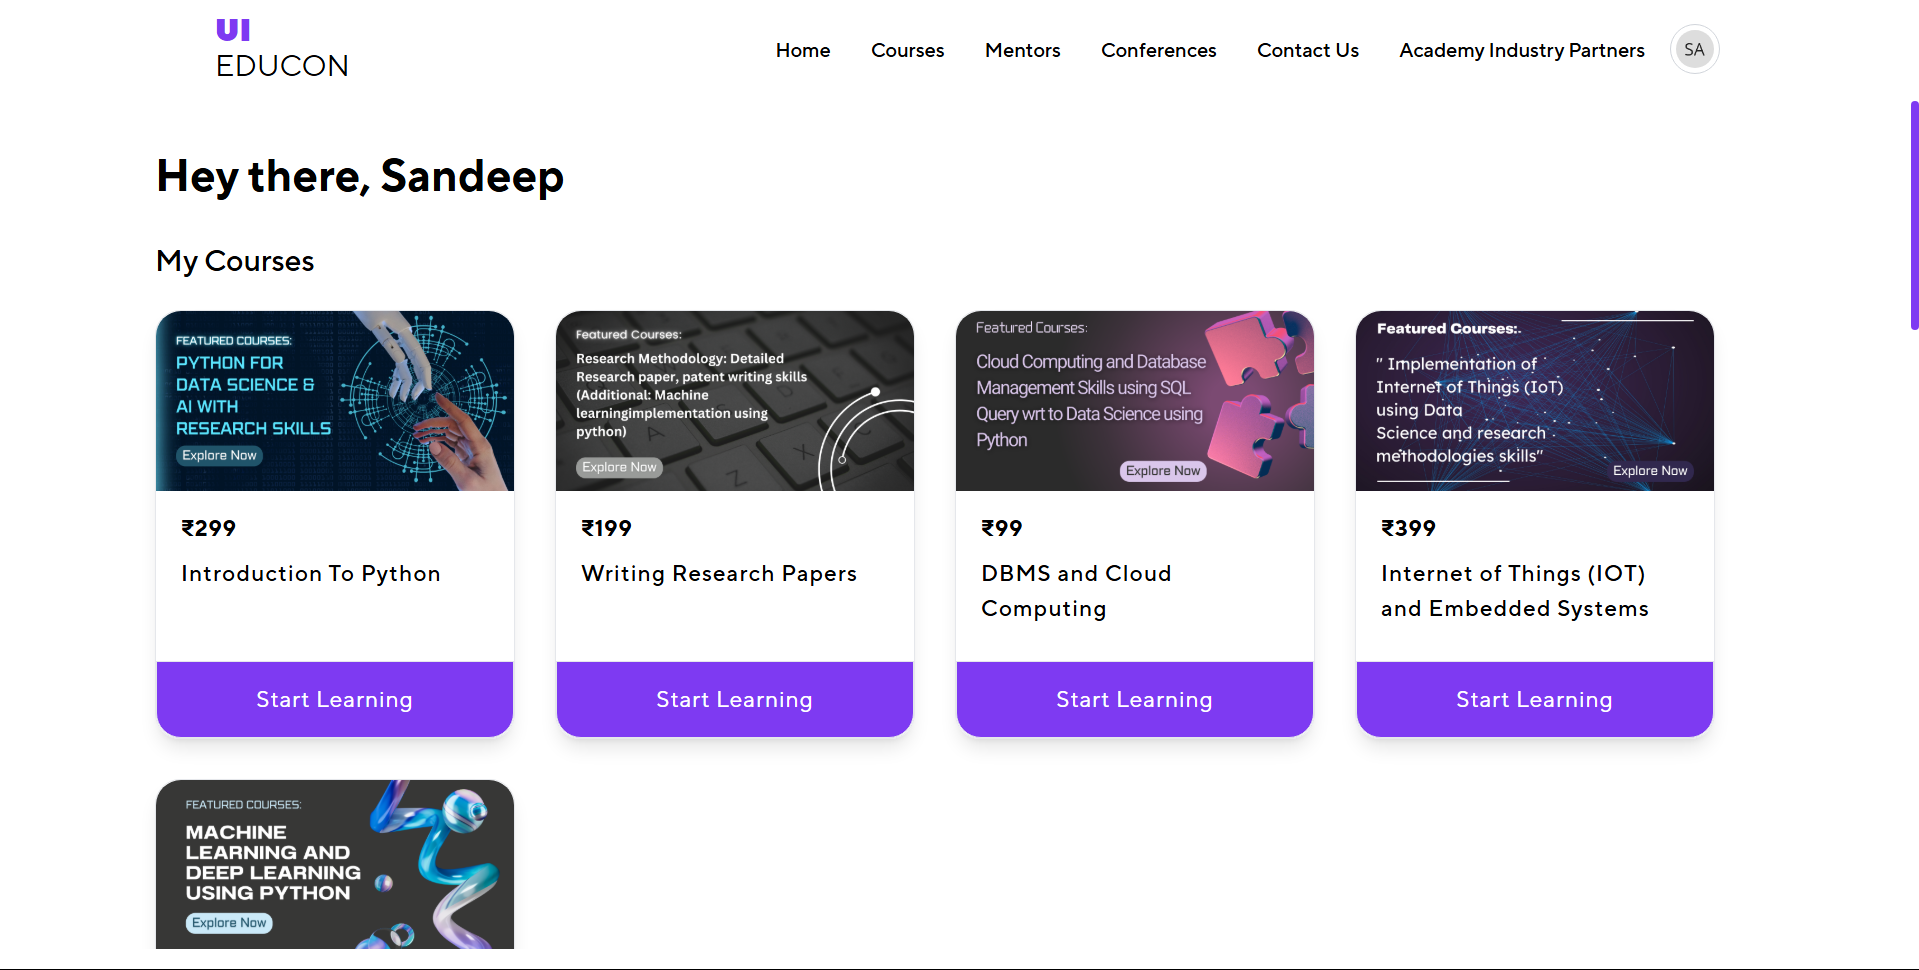 UI
EDUCON
Home
Courses
Mentors
Conferences
Contact Us
Academy Industry Partners
SA
Hey there, Sandeep
My Courses
FEATURED COURSES:
PYTHON FOR
DATA SCIENCE &
AI WITH
RESEARCH SKILLS
Explore Now
₹299
Introduction To Python
Start Learning
Featured Courses:
Research Methodology: Detailed
Research paper, patent writing skills
(Additional: Machine
learningimplementation using
python)
A
Z
X
Explore Now
₹199
Writing Research Papers
Start Learning
Featured Courses:
Cloud Computing and Database
Management Skills using SQL
Query wrt to Data Science using
Python
Explore Now
₹99
DBMS and Cloud
Computing
Start Learning
Featured Courses:.
" Implementation of
Internet of Things (IoT)
using Data
Science and research
methodologies skills"
Explore Now
₹399
Internet of Things (IOT)
and Embedded Systems
Start Learning
FEATURED COURSES:
MACHINE
LEARNING AND
DEEP LEARNING
USING PYTHON
Explore Now